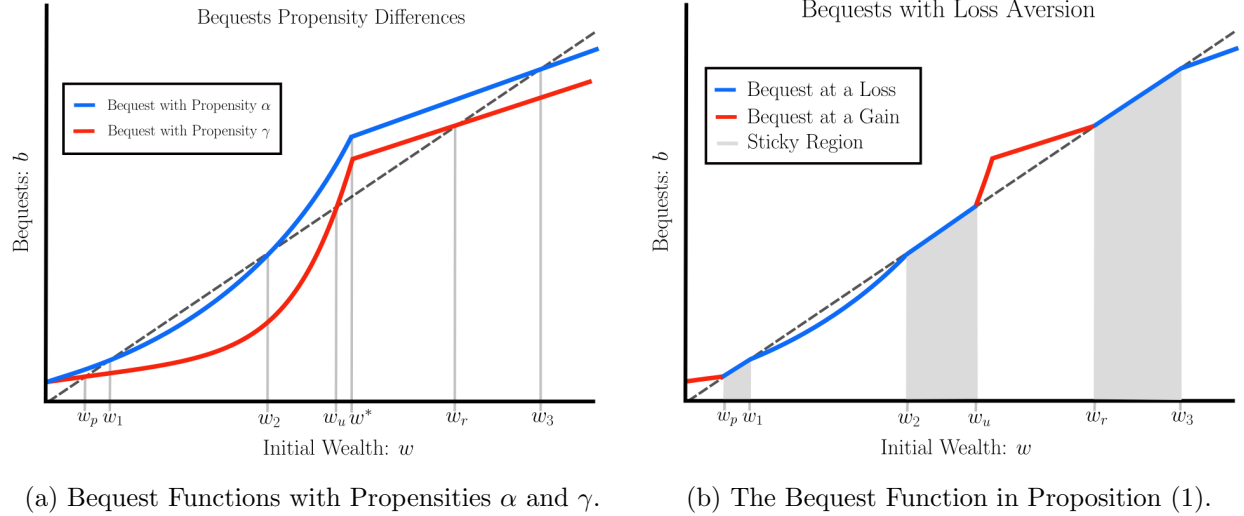 Bequests Propensity Differences
Bequest with Propensity α
Bequest with Propensity γ
Bequests: b
w_p w_1 w_2 w_u w* w_r w_3
Initial Wealth: w
(a) Bequest Functions with Propensities α and γ.
Bequests with Loss Aversion
Bequest at a Loss
Bequest at a Gain
Sticky Region
Bequests: b
w_p w_1 w_2 w_u w_r w_3
Initial Wealth: w
(b) The Bequest Function in Proposition (1).